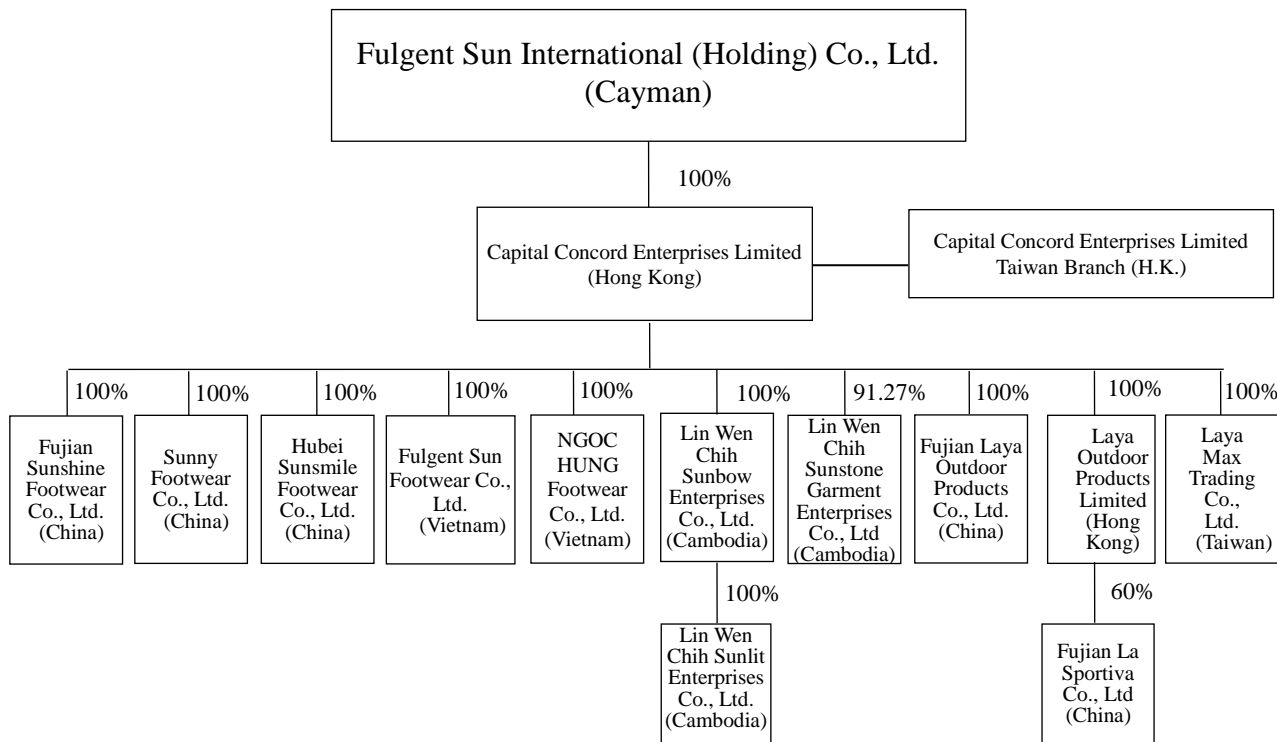 Fulgent Sun International (Holding) Co., Ltd.
(Cayman)
100%
Capital Concord Enterprises Limited
(Hong Kong)
Capital Concord Enterprises Limited
Taiwan Branch (H.K.)
100%
Fujian
Sunshine
Footwear
Co., Ltd.
(China)
100%
Sunny
Footwear
Co., Ltd.
(China)
100%
Hubei
Sunsmile
Footwear
Co., Ltd.
(China)
100%
Fulgent Sun
Footwear Co.,
Ltd.
(Vietnam)
100%
NGOC
HUNG
Footwear
Co., Ltd.
(Vietnam)
100%
Lin Wen
Chih
Sunbow
Enterprises
Co., Ltd.
(Cambodia)
91.27%
Lin Wen
Chih
Sunstone
Garment
Enterprises
Co., Ltd
(Cambodia)
100%
Fujian Laya
Outdoor
Products
Co., Ltd.
(China)
100%
Laya
Outdoor
Products
Limited
(Hong
Kong)
100%
Laya
Max
Trading
Co.,
Ltd.
(Taiwan)
100%
Lin Wen
Chih Sunlit
Enterprises
Co., Ltd.
(Cambodia)
60%
Fujian La
Sportiva
Co., Ltd
(China)